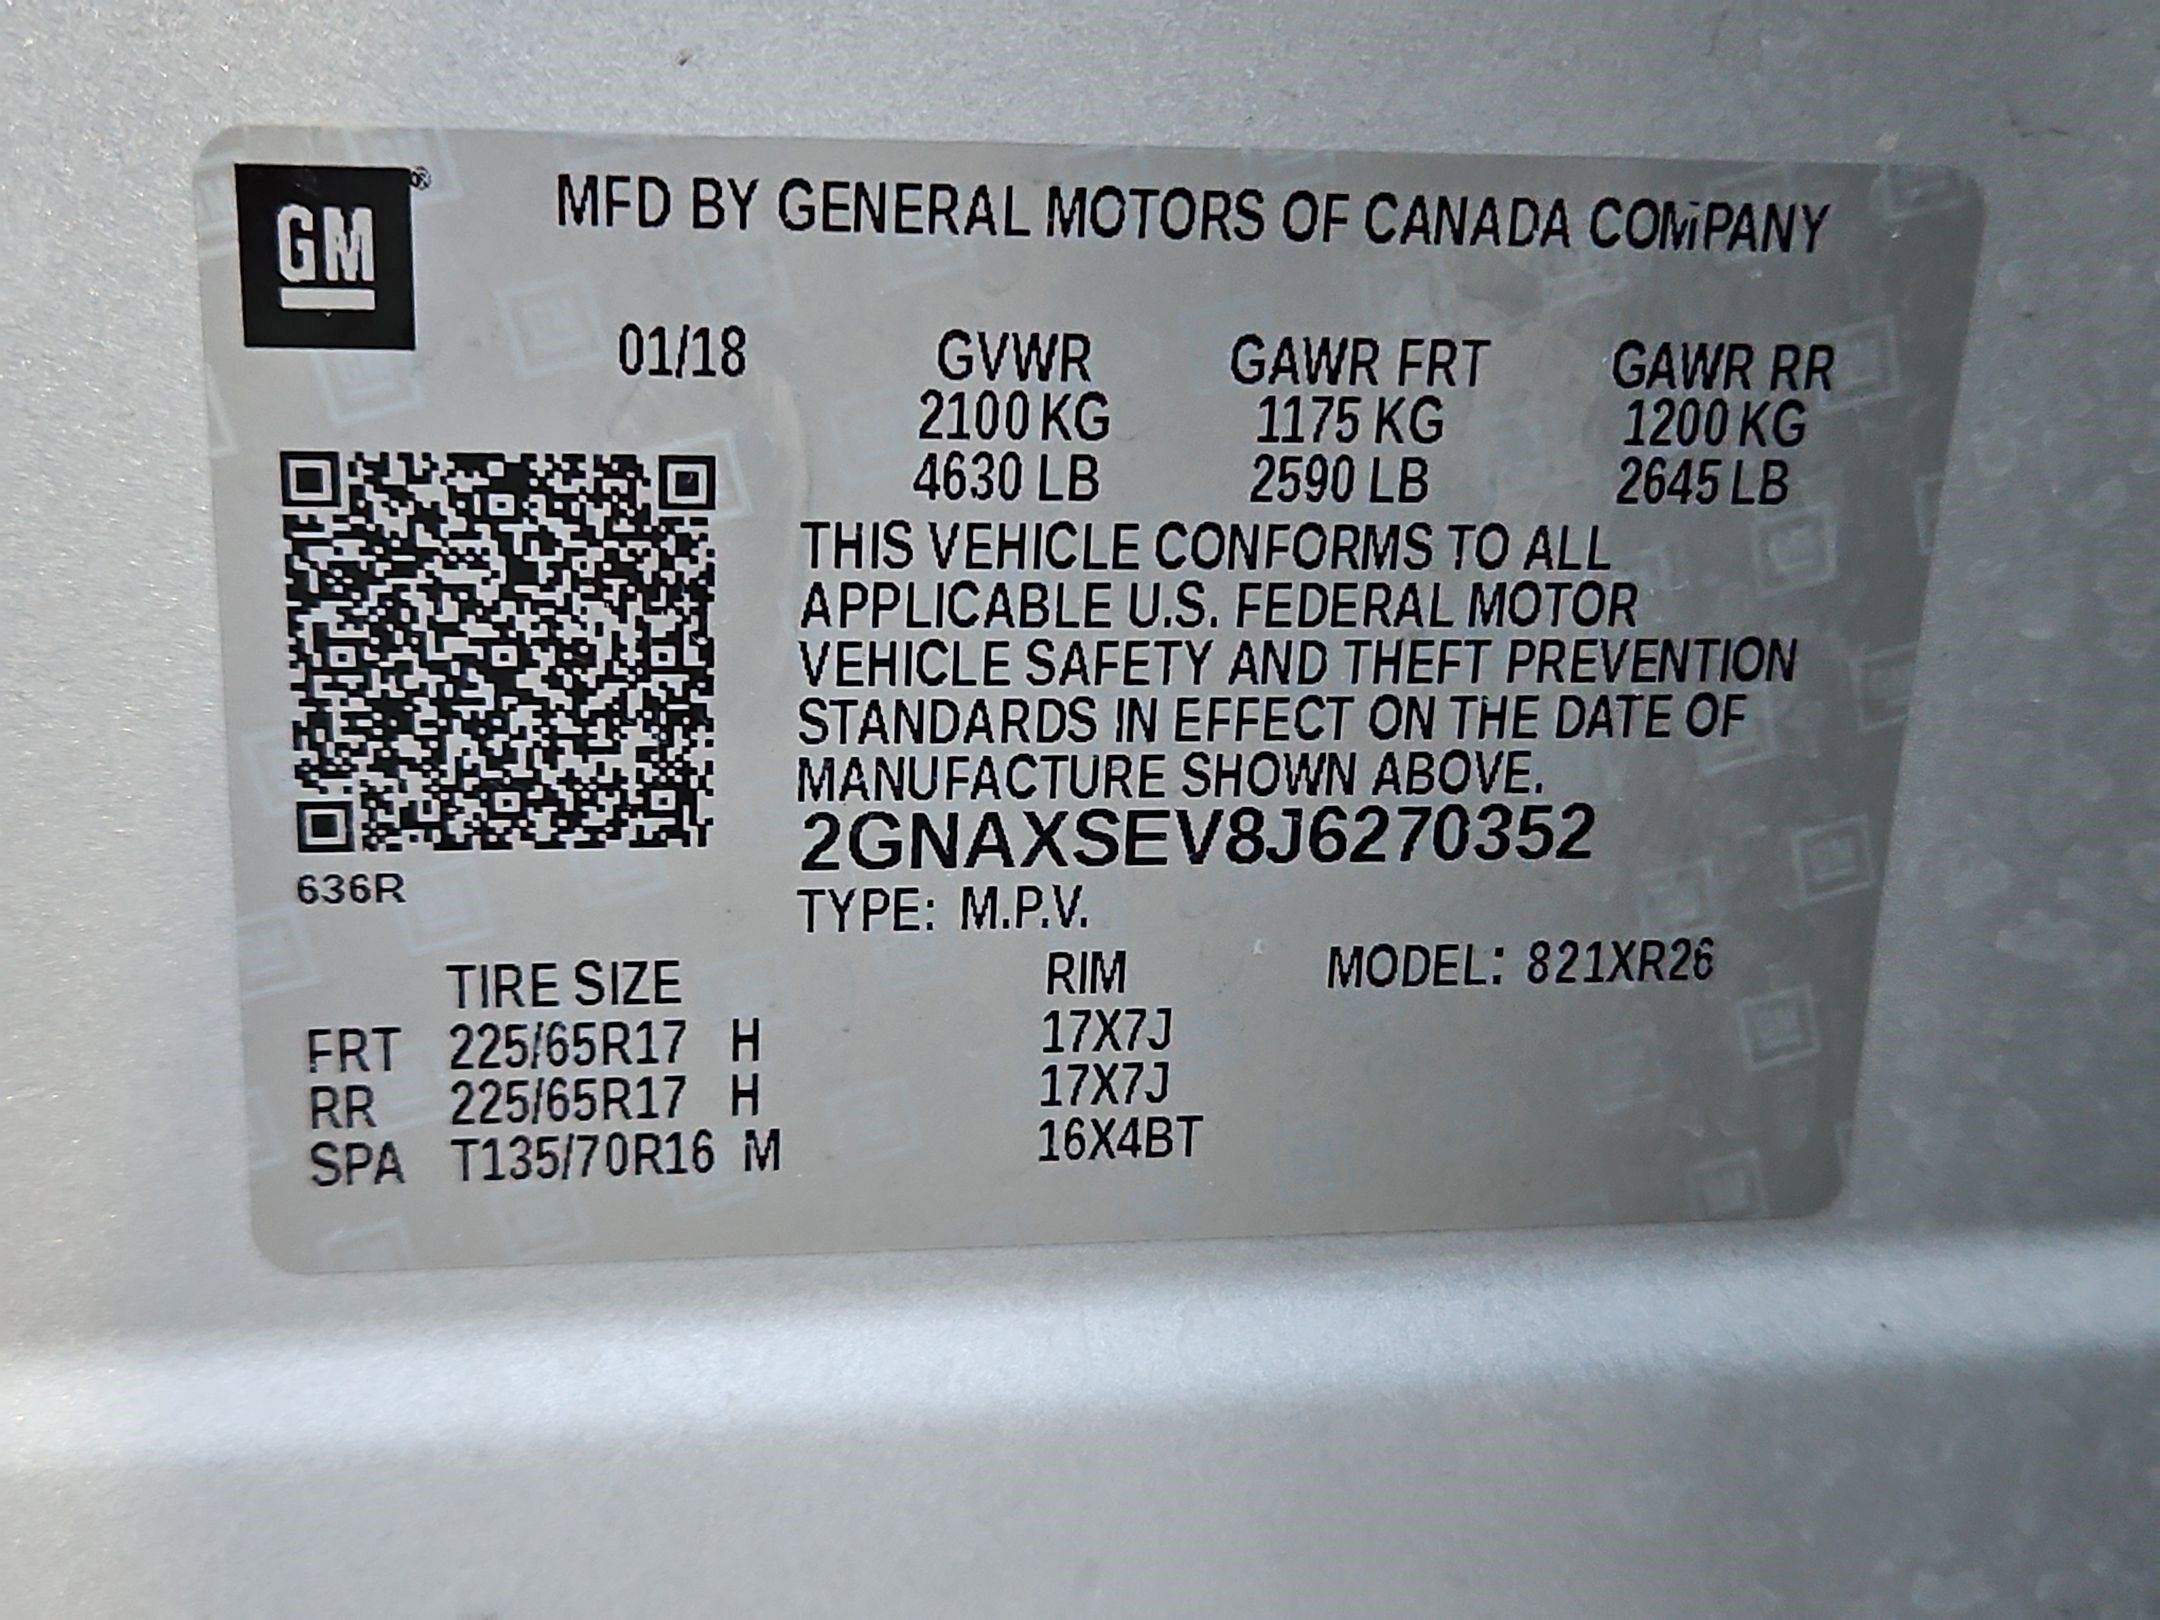 GM
MFD BY GENERAL MOTORS OF CANADA COMPANY
01/18 GVWR GAWR FRT GAWR RR
2100 KG 1175 KG 1200 KG
4630 LB 2590 LB 2645 LB
THIS VEHICLE CONFORMS TO ALL
APPLICABLE U.S. FEDERAL MOTOR
VEHICLE SAFETY AND THEFT PREVENTION
STANDARDS IN EFFECT ON THE DATE OF
MANUFACTURE SHOWN ABOVE.
2GNAXSEV8J6270352
636R
TYPE: M.P.V.
TIRE SIZE RIM MODEL: 821XR26
FRT 225/65R17 H 17X7J
RR 225/65R17 H 17X7J
SPA T135/70R16 M 16X4BT